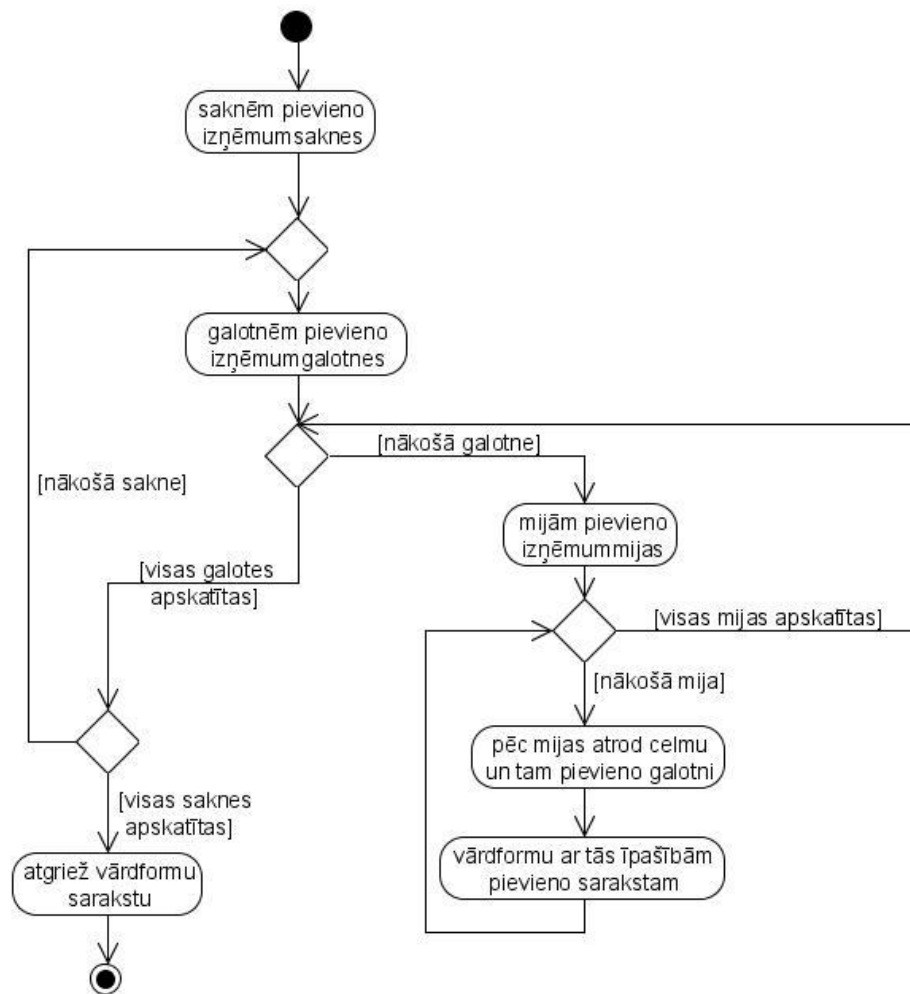 saknēm pievieno
izņēmumsaknes
galotnēm pievieno
izņēmumgalotnes
[nākošā galotne]
[nākošā sakne]
mijām pievieno
izņēmummijas
[visas galotes
apskatītas]
[visas mijas apskatītas]
[nākošā mija]
pēc mijas atrod celmu
un tam pievieno galotni
[visas saknes
apskatītas]
vārdformu ar tās īpašībām
pievieno sarakstam
atgriež vārdformu
sarakstu